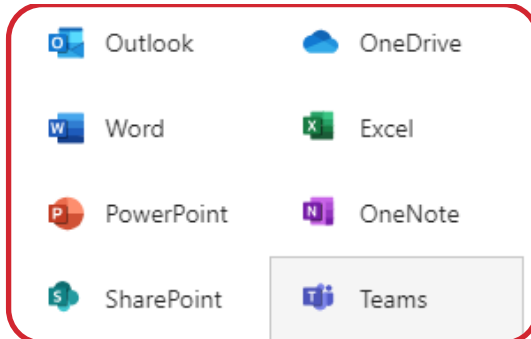 Outlook OneDrive
Word Excel
PowerPoint OneNote
SharePoint Teams